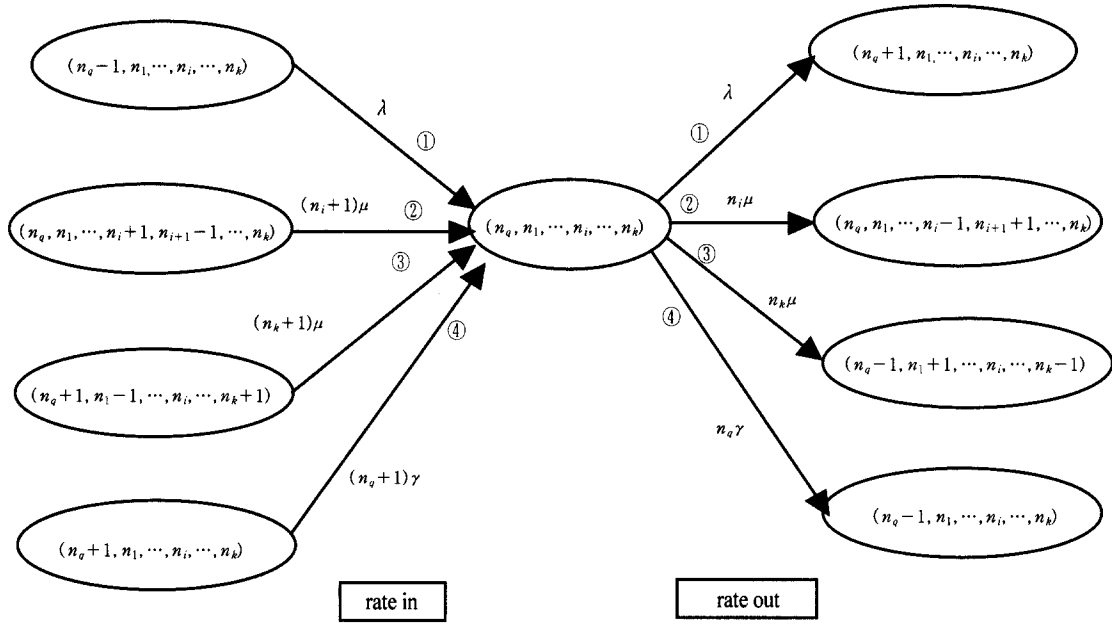 (n_q−1, n_1, ⋯, n_i, ⋯, n_k)
λ
①
(n_q, n_1, ⋯, n_i+1, n_{i+1}−1, ⋯, n_k)
(n_i+1)μ
②
③
(n_k+1)μ
(n_q+1, n_1−1, ⋯, n_i, ⋯, n_k+1)
④
(n_q+1)γ
(n_q+1, n_1, ⋯, n_i, ⋯, n_k)
rate in
(n_q, n_1, ⋯, n_i, ⋯, n_k)
λ
①
(n_q+1, n_1, ⋯, n_i, ⋯, n_k)
②
n_iμ
(n_q, n_1, ⋯, n_i−1, n_{i+1}+1, ⋯, n_k)
③
n_kμ
(n_q−1, n_1+1, ⋯, n_i, ⋯, n_k−1)
④
n_qγ
(n_q−1, n_1, ⋯, n_i, ⋯, n_k)
rate out